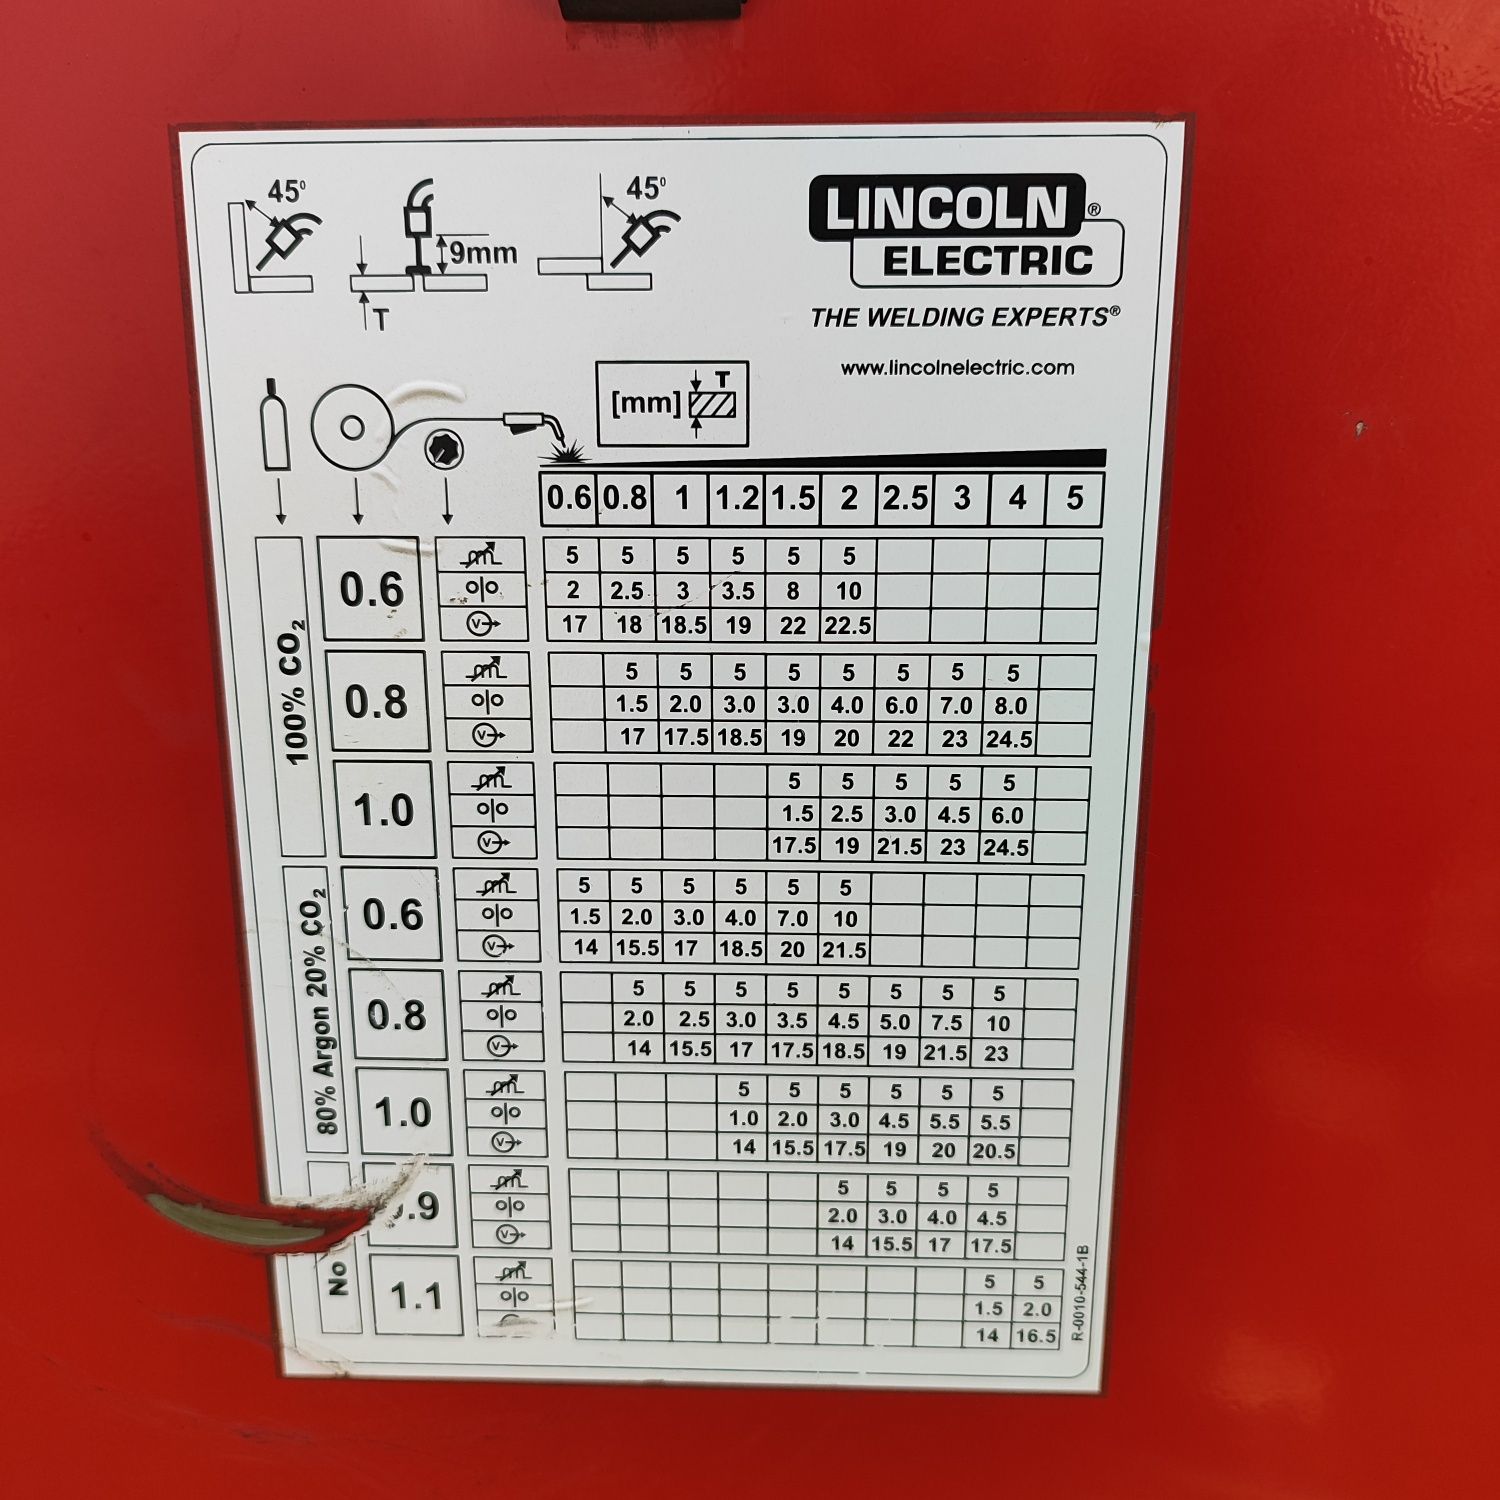 45°
9mm
T
45°
LINCOLN ®
ELECTRIC
THE WELDING EXPERTS®
www.lincolnelectric.com
[mm] T
0.6 0.8 1 1.2 1.5 2 2.5 3 4 5
100% CO₂
0.6
5 5 5 5 5 5
o|o 2 2.5 3 3.5 8 10
V 17 18 18.5 19 22 22.5
0.8
5 5 5 5 5 5 5 5
o|o 1.5 2.0 3.0 3.0 4.0 6.0 7.0 8.0
V 17 17.5 18.5 19 20 22 23 24.5
1.0
5 5 5 5 5
o|o 1.5 2.5 3.0 4.5 6.0
V 17.5 19 21.5 23 24.5
80% Argon 20% CO₂
0.6
5 5 5 5 5 5
o|o 1.5 2.0 3.0 4.0 7.0 10
V 14 15.5 17 18.5 20 21.5
0.8
5 5 5 5 5 5 5 5
o|o 2.0 2.5 3.0 3.5 4.5 5.0 7.5 10
V 14 15.5 17 17.5 18.5 19 21.5 23
1.0
5 5 5 5 5 5
o|o 1.0 2.0 3.0 4.5 5.5 5.5
V 14 15.5 17.5 19 20 20.5
No
.9
5 5 5 5
o|o 2.0 3.0 4.0 4.5
V 14 15.5 17 17.5
1.1
5 5
o|o 1.5 2.0
14 16.5
R-0010-544-1B